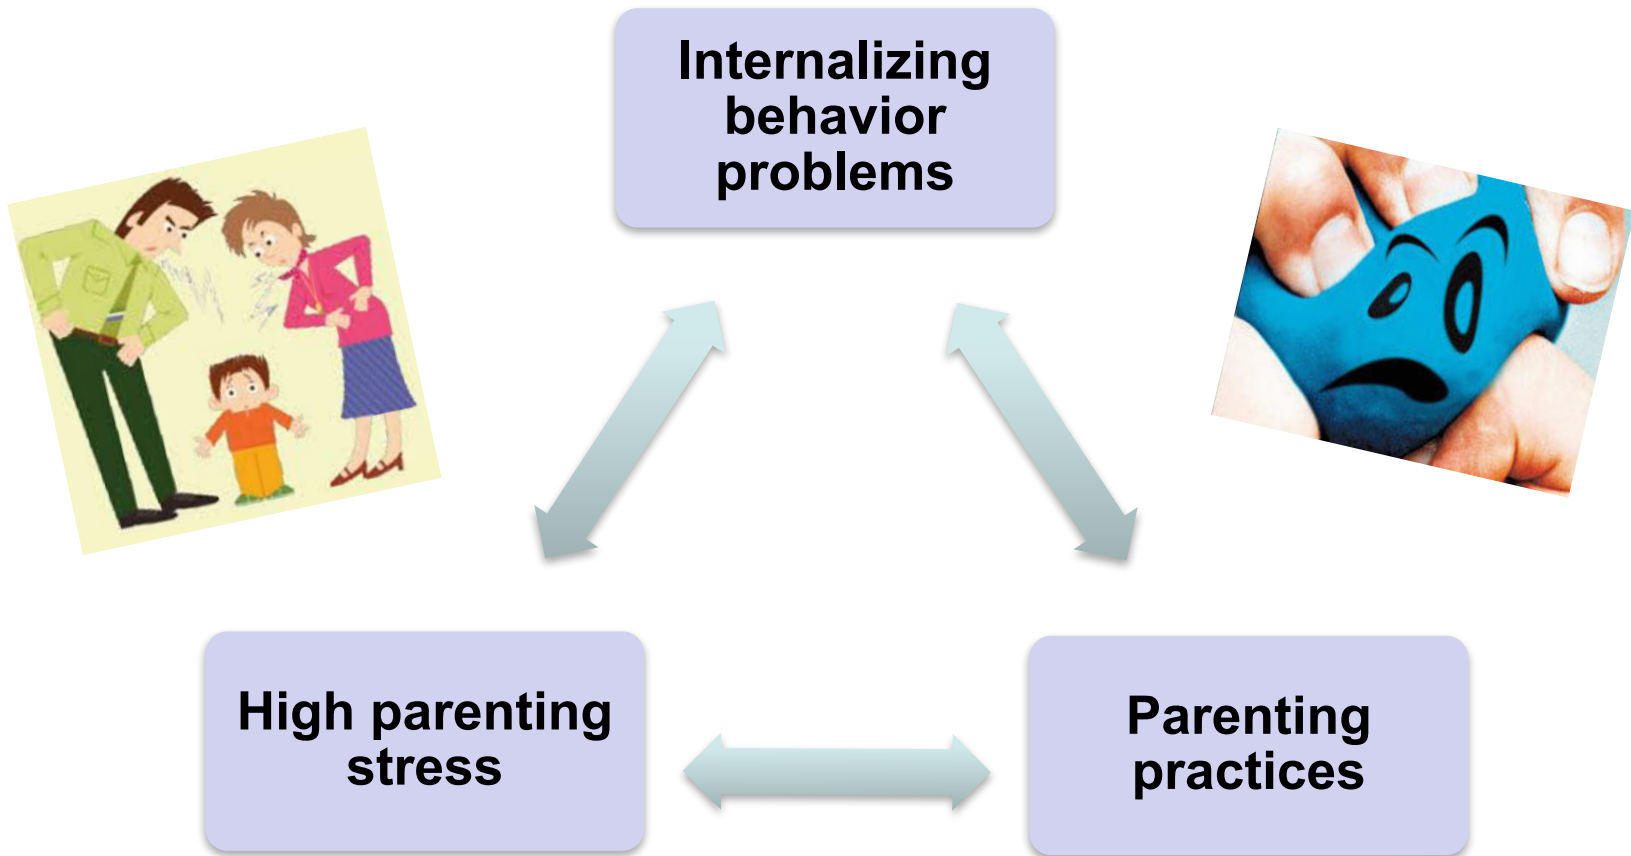 Internalizing
behavior
problems
High parenting
stress
Parenting
practices